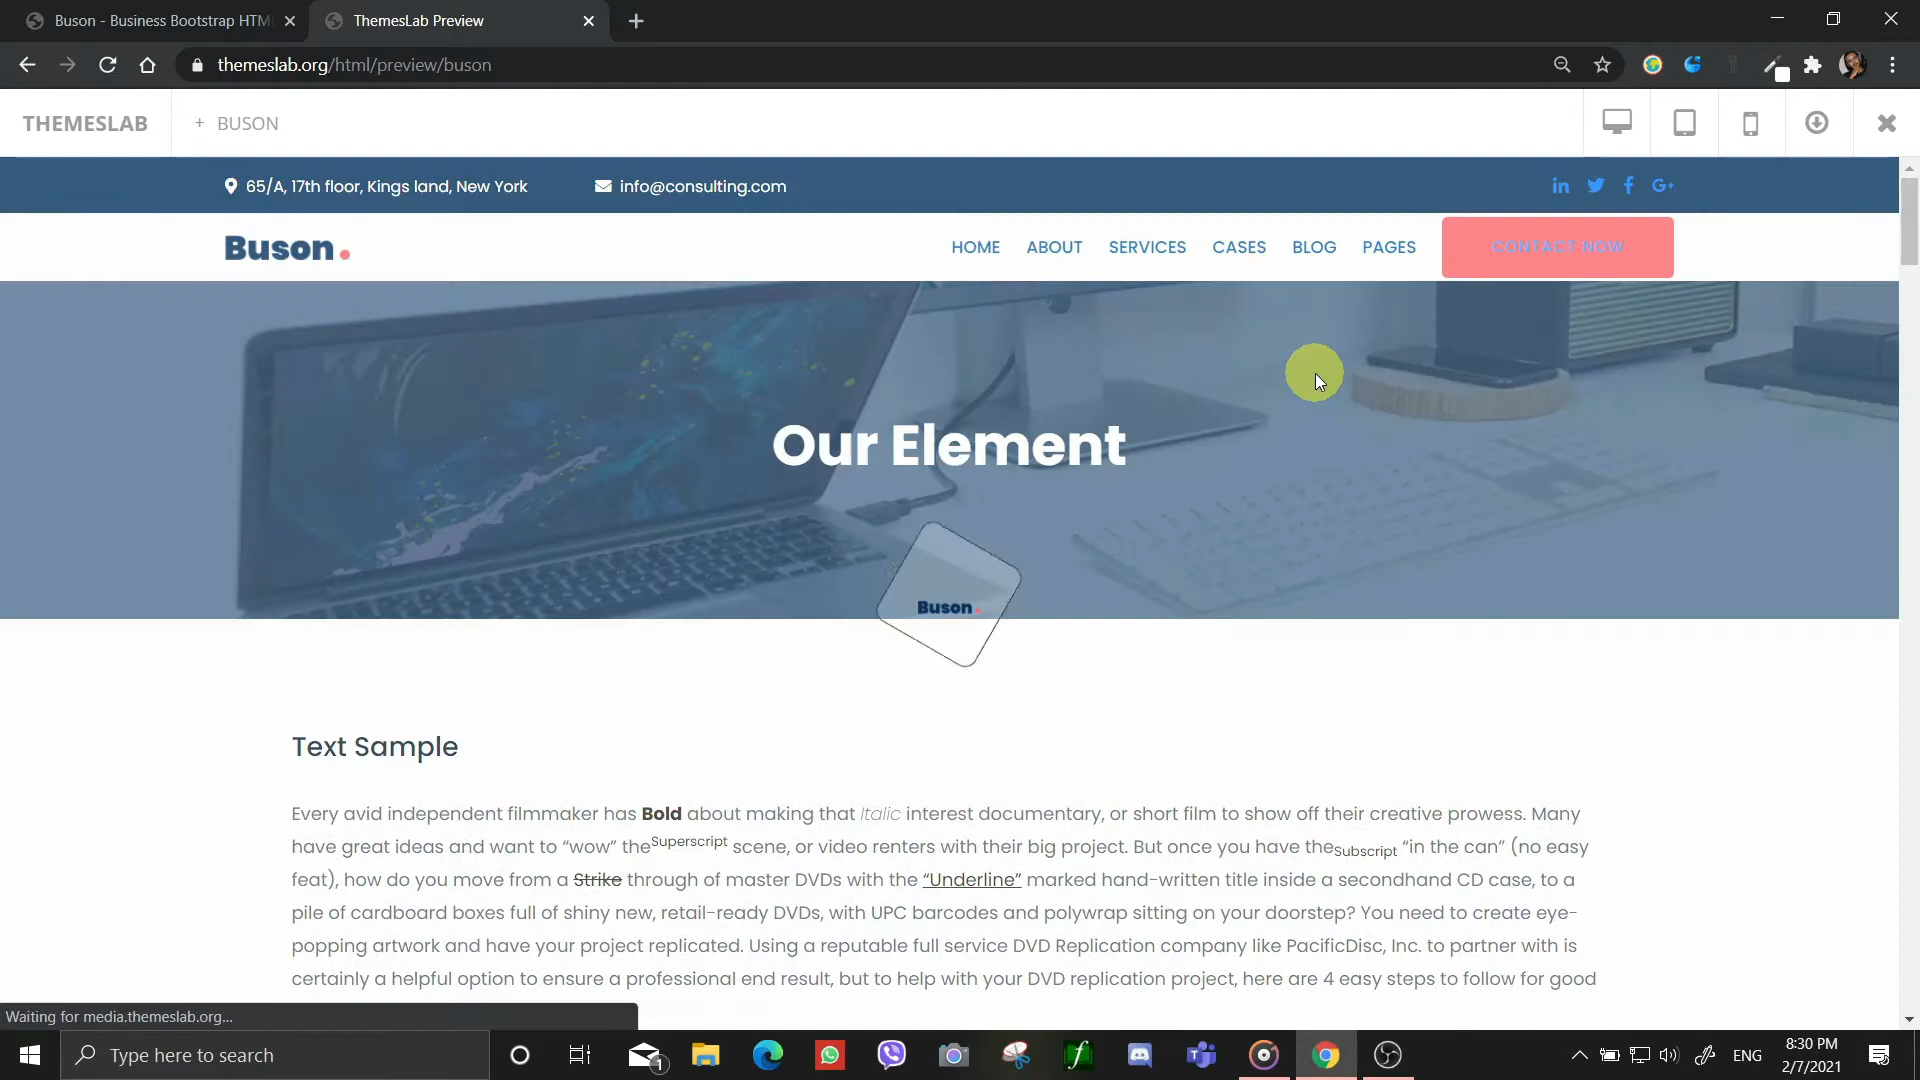 Buson - Business Bootstrap HTM
ThemesLab Preview
themeslab.org/html/preview/buson
THEMESLAB
+ BUSON
65/A, 17th floor, Kings land, New York
info@consulting.com
Buson.
HOME
ABOUT
SERVICES
CASES
BLOG
PAGES
CONTACT NOW
Our Element
Buson.
Text Sample
Every avid independent filmmaker has Bold about making that Italic interest documentary, or short film to show off their creative prowess. Many
have great ideas and want to “wow” the Superscript scene, or video renters with their big project. But once you have the Subscript “in the can” (no easy
feat), how do you move from a Strike through of master DVDs with the “Underline” marked hand-written title inside a secondhand CD case, to a
pile of cardboard boxes full of shiny new, retail-ready DVDs, with UPC barcodes and polywrap sitting on your doorstep? You need to create eye-
popping artwork and have your project replicated. Using a reputable full service DVD Replication company like PacificDisc, Inc. to partner with is
certainly a helpful option to ensure a professional end result, but to help with your DVD replication project, here are 4 easy steps to follow for good
Waiting for media.themeslab.org...
Type here to search
1
ENG
8:30 PM
2/7/2021